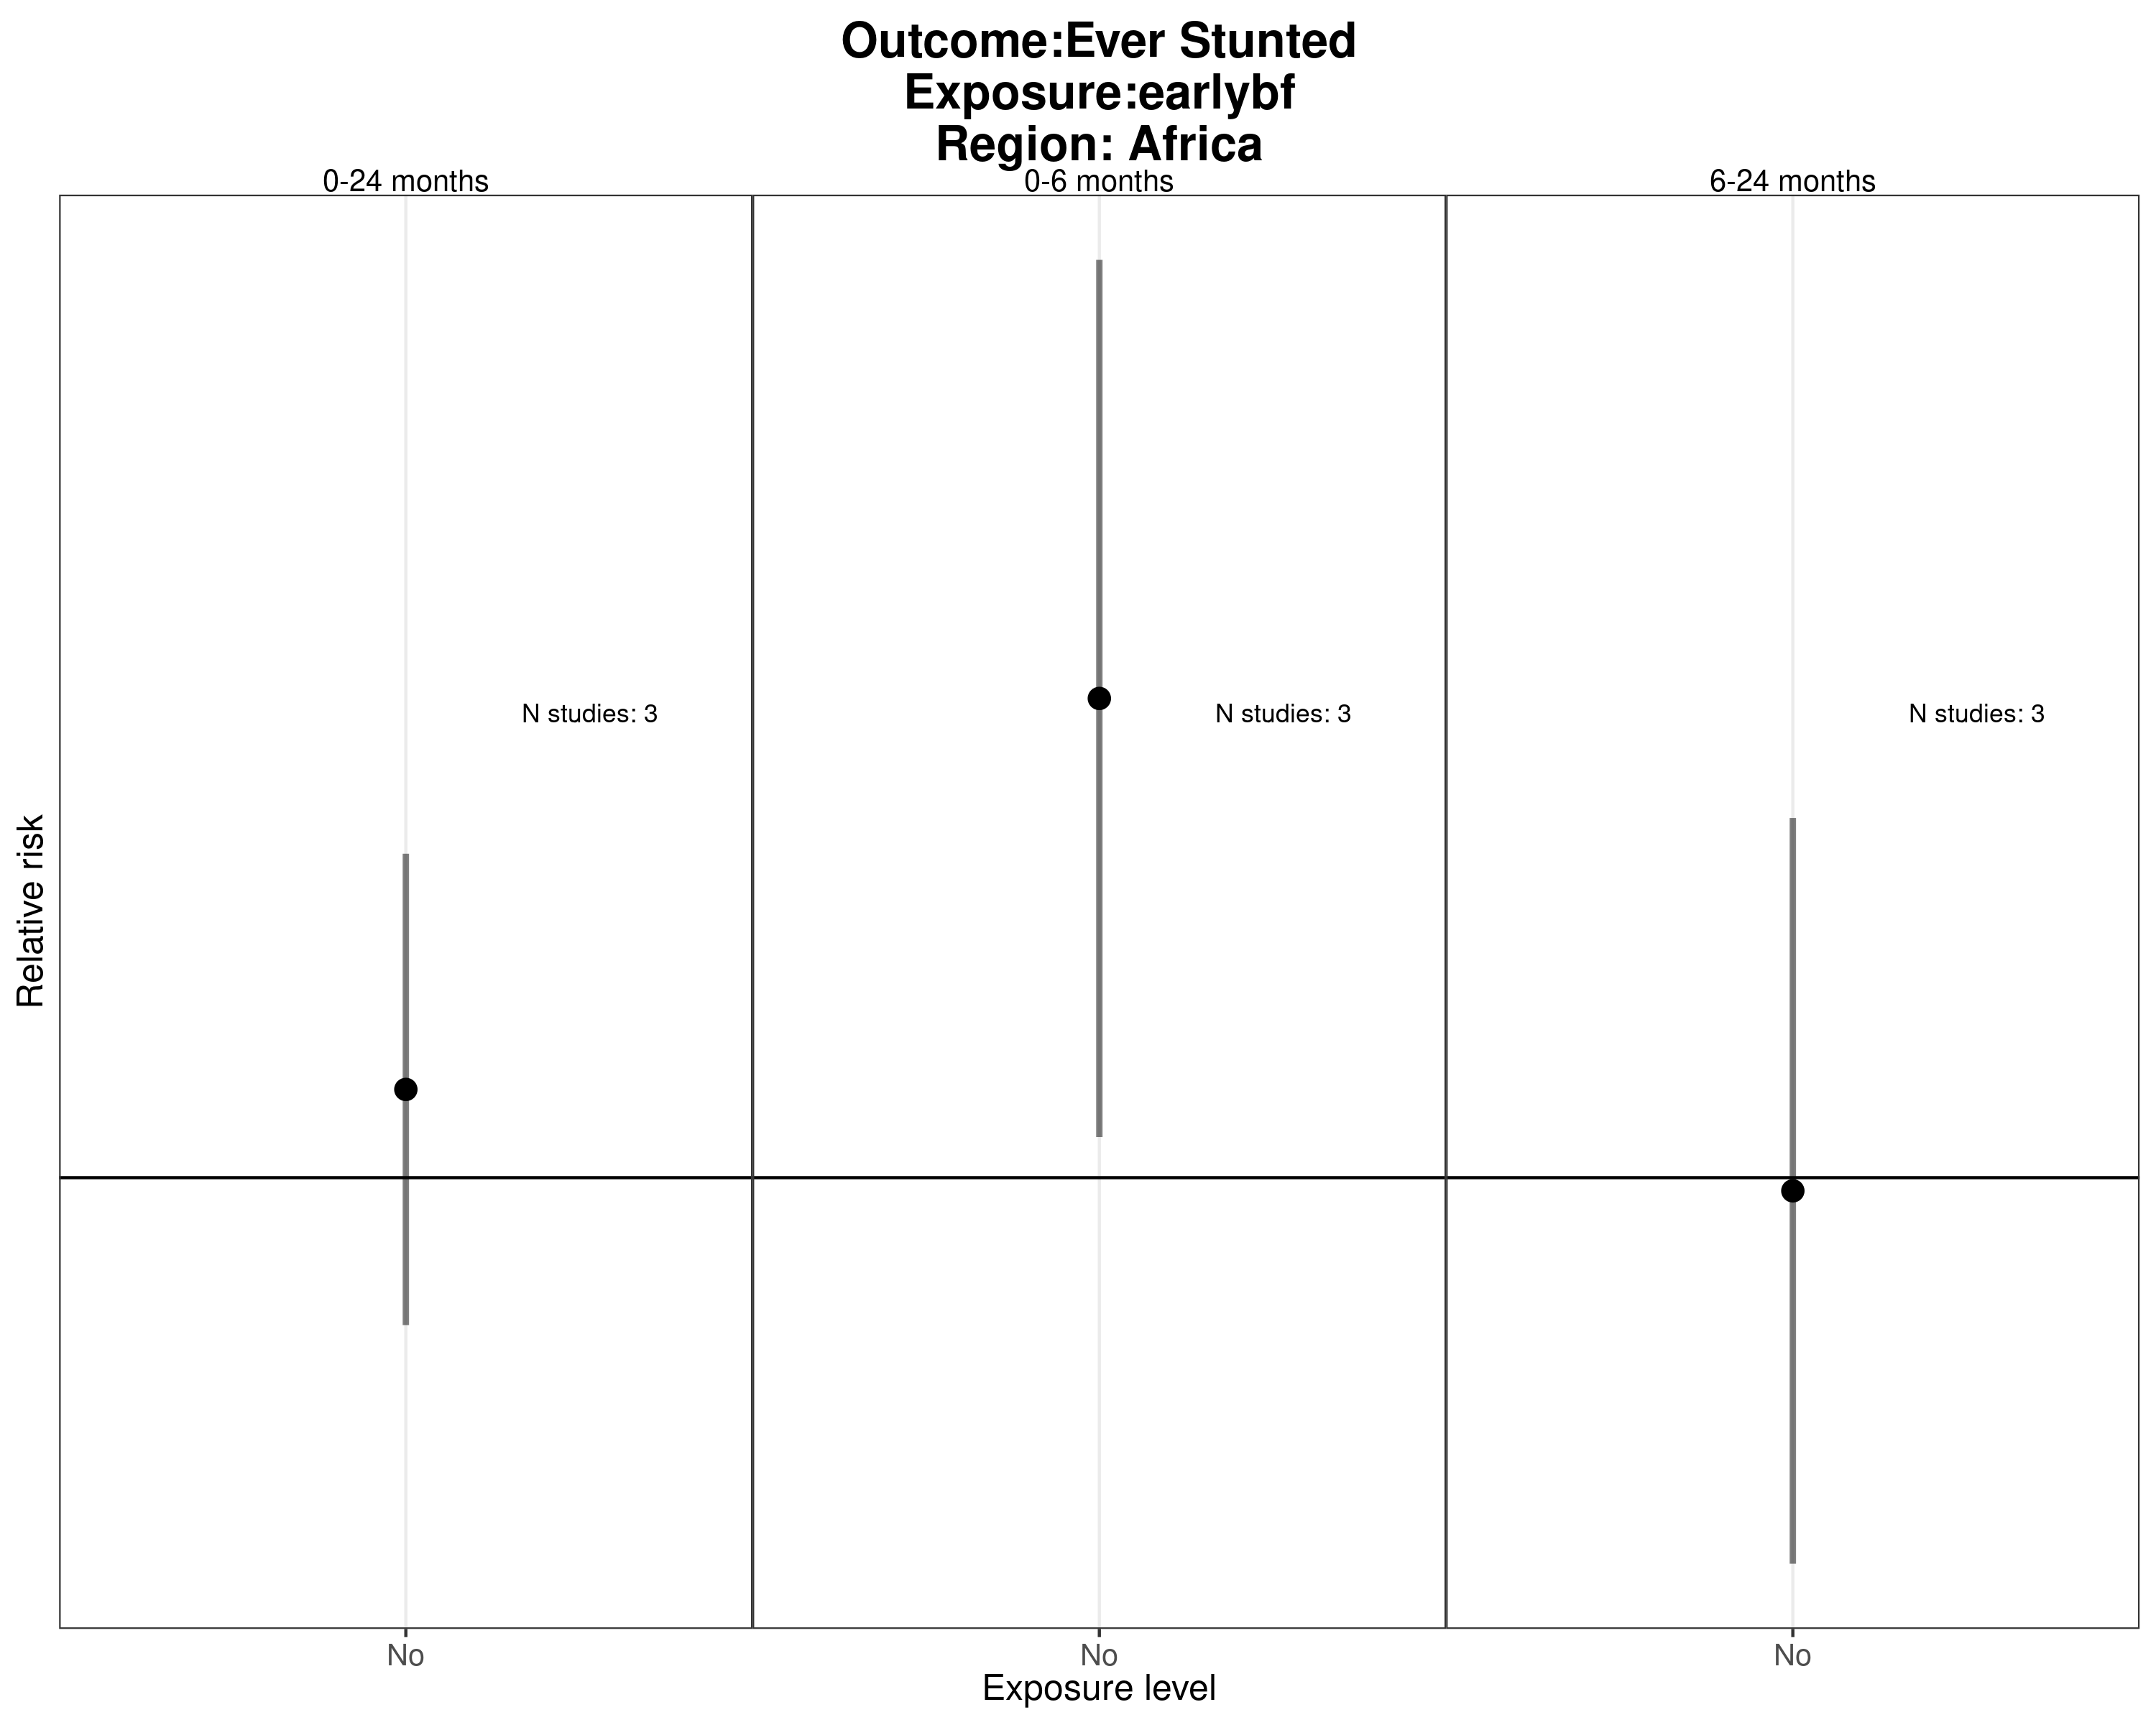 Outcome:Ever Stunted
Exposure:earlybf
Region: Africa
0-24 months
0-6 months
6-24 months
N studies: 3
N studies: 3
N studies: 3
Relative risk
No
No
No
Exposure level